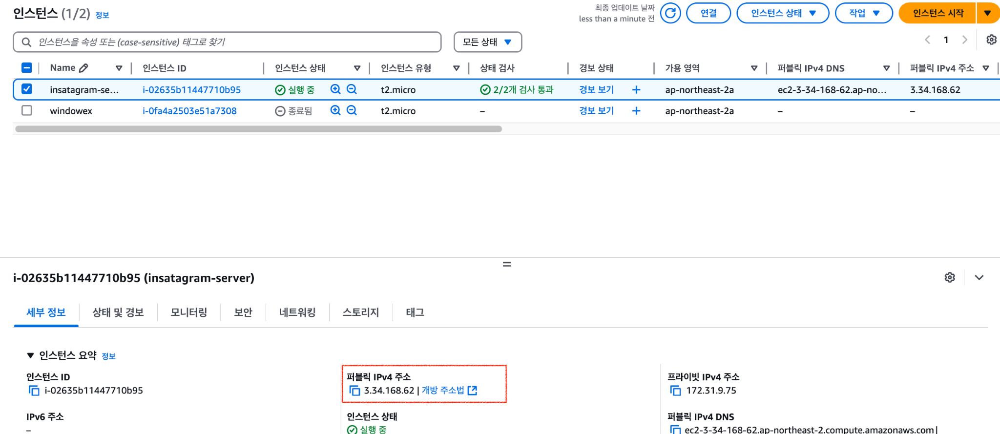 인스턴스 (1/2) 정보
최종 업데이트 날짜
less than a minute 전
연결
인스턴스 상태
작업
인스턴스 시작
인스턴스을 속성 또는 (case-sensitive) 태그로 찾기
모든 상태
1
Name 인스턴스 ID 인스턴스 상태 인스턴스 유형 상태 검사 경보 상태 가용 영역 퍼블릭 IPv4 DNS 퍼블릭 IPv4 주소
insatagram-se... i-02635b11447710b95 실행 중 t2.micro 2/2개 검사 통과 경보 보기 + ap-northeast-2a ec2-3-34-168-62.ap-no... 3.34.168.62
windowex i-0fa4a2503e51a7308 종료됨 t2.micro – 경보 보기 + ap-northeast-2a – –
i-02635b11447710b95 (insatagram-server)
세부 정보 상태 및 경보 모니터링 보안 네트워킹 스토리지 태그
▼ 인스턴스 요약 정보
인스턴스 ID
i-02635b11447710b95
퍼블릭 IPv4 주소
3.34.168.62 | 개방 주소법
프라이빗 IPv4 주소
172.31.9.75
IPv6 주소
–
인스턴스 상태
실행 중
퍼블릭 IPv4 DNS
ec2-3-34-168-62.ap-northeast-2.compute.amazonaws.com |